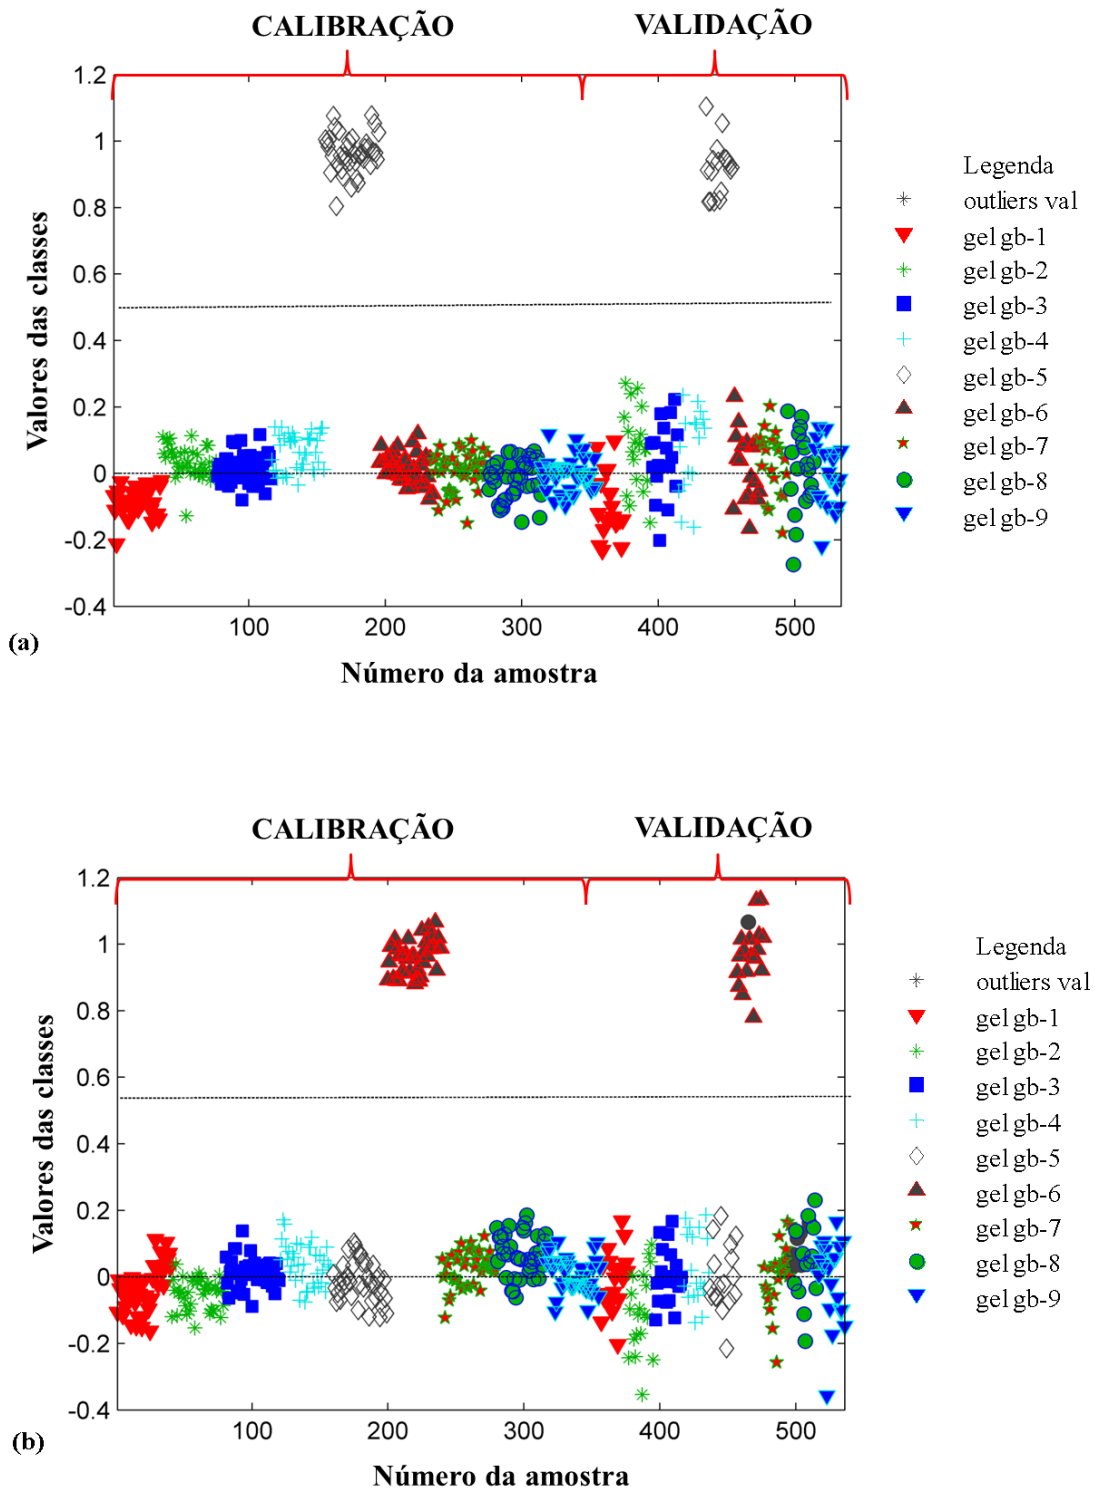 CALIBRAÇÃO VALIDAÇÃO
Valores das classes
1.2
1
0.8
0.6
0.4
0.2
0
-0.2
-0.4
100 200 300 400 500
Número da amostra
(a)
Legenda
outliers val
gel gb-1
gel gb-2
gel gb-3
gel gb-4
gel gb-5
gel gb-6
gel gb-7
gel gb-8
gel gb-9
CALIBRAÇÃO VALIDAÇÃO
Valores das classes
1.2
1
0.8
0.6
0.4
0.2
0
-0.2
-0.4
100 200 300 400 500
Número da amostra
(b)
Legenda
outliers val
gel gb-1
gel gb-2
gel gb-3
gel gb-4
gel gb-5
gel gb-6
gel gb-7
gel gb-8
gel gb-9